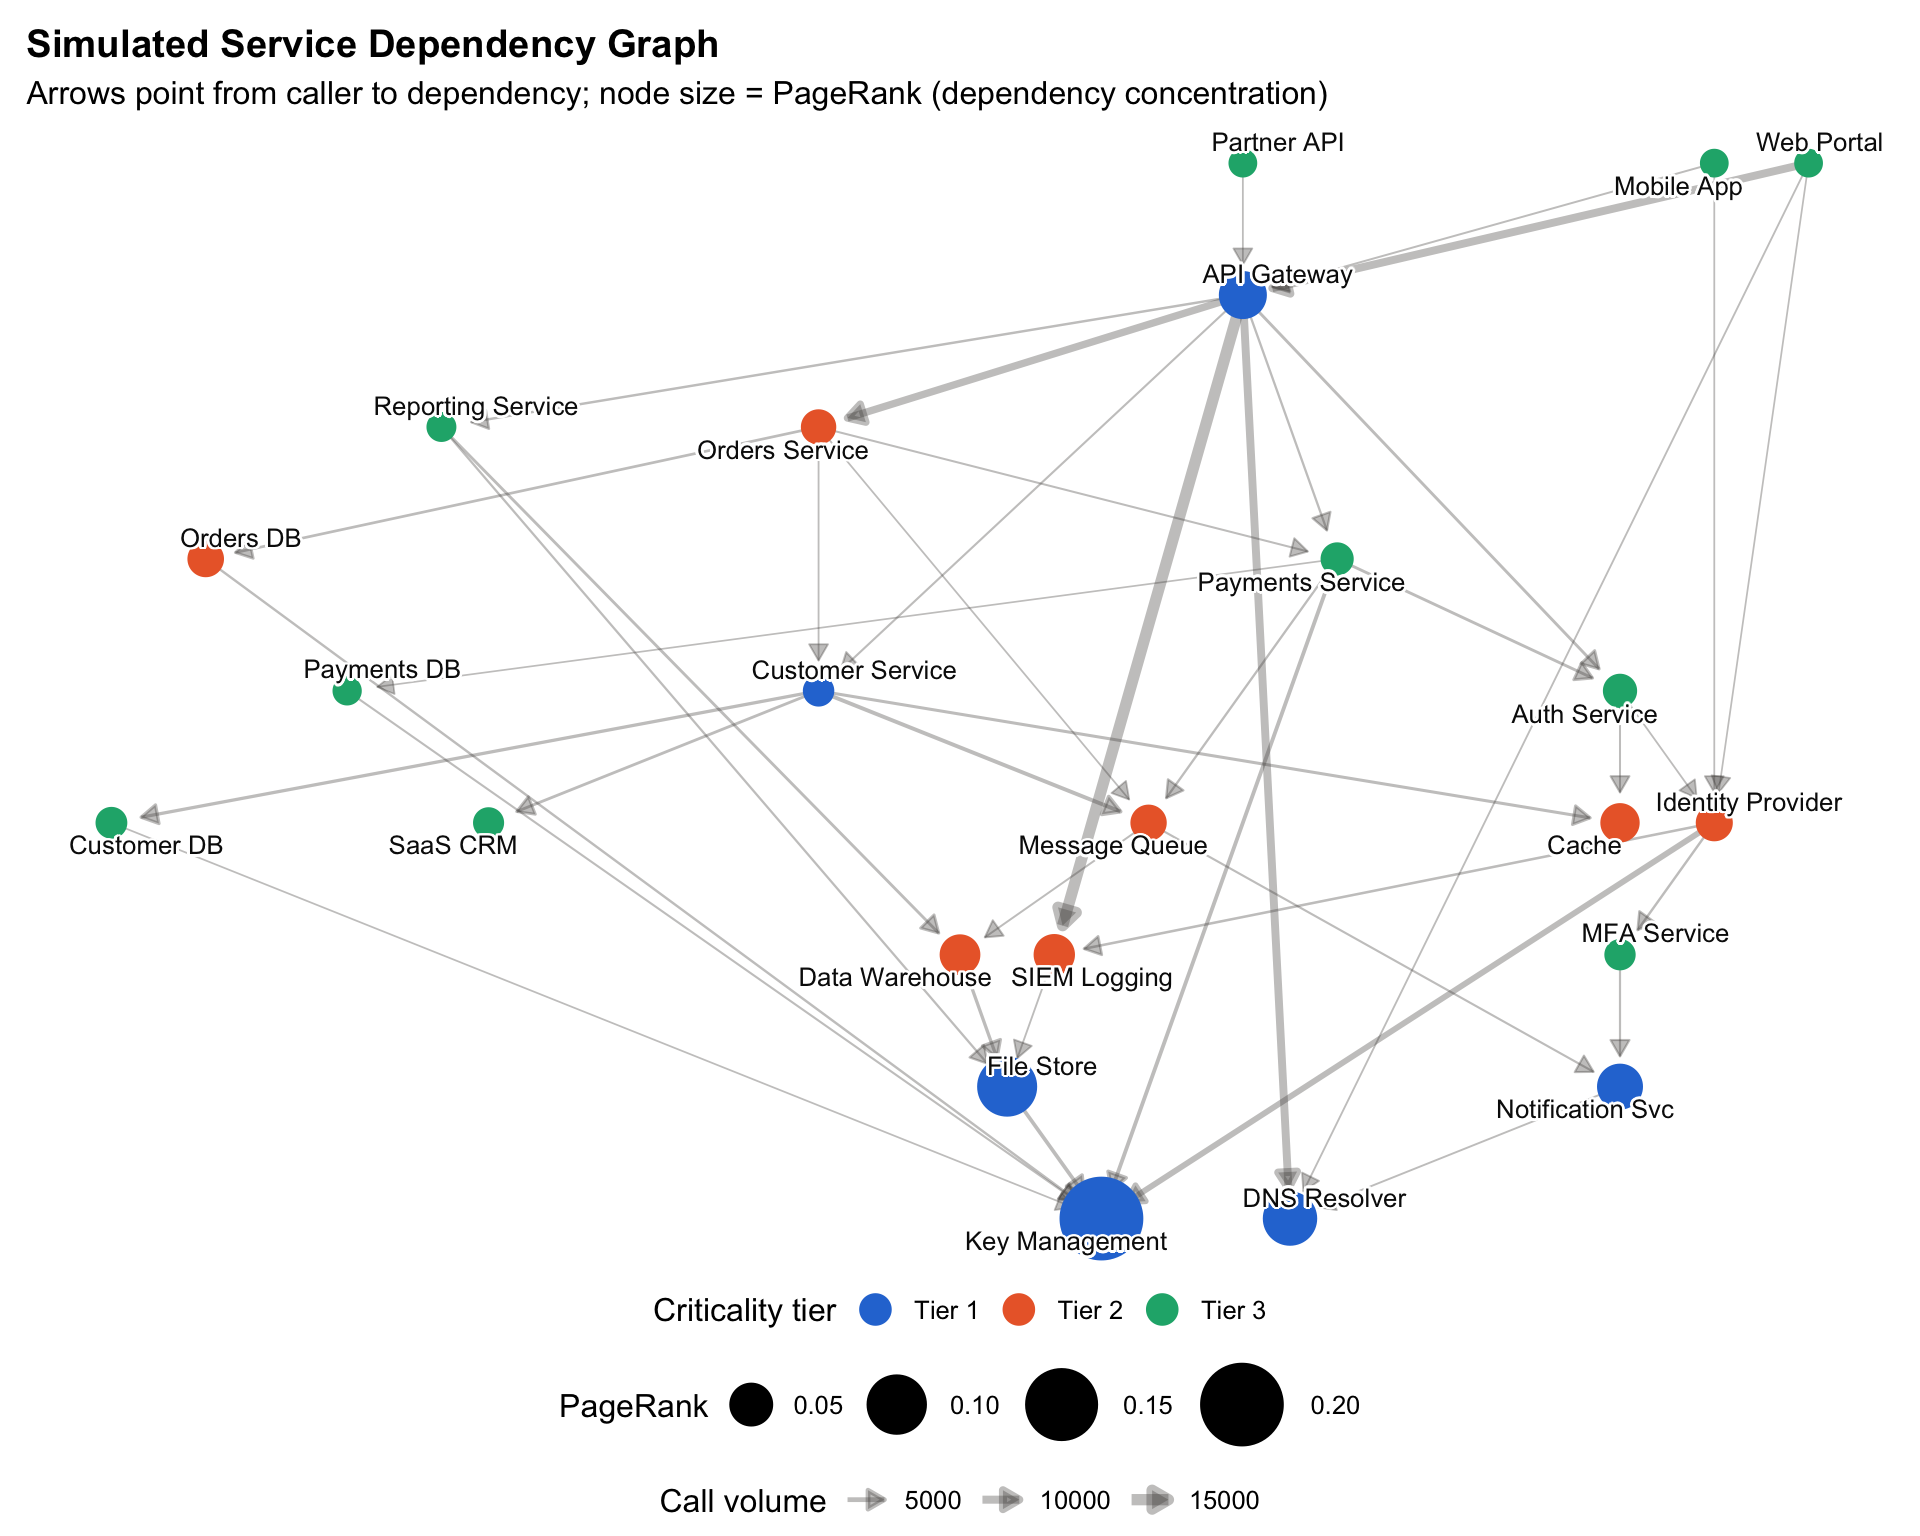 Simulated Service Dependency Graph
Arrows point from caller to dependency; node size = PageRank (dependency concentration)
Partner API
Web Portal
Mobile App
API Gateway
Reporting Service
Orders Service
Orders DB
Payments Service
Payments DB
Customer Service
Auth Service
Identity Provider
Customer DB
SaaS CRM
Message Queue
Cache
MFA Service
Data Warehouse
SIEM Logging
File Store
Notification Svc
DNS Resolver
Key Management
Criticality tier Tier 1 Tier 2 Tier 3
PageRank 0.05 0.10 0.15 0.20
Call volume 5000 10000 15000